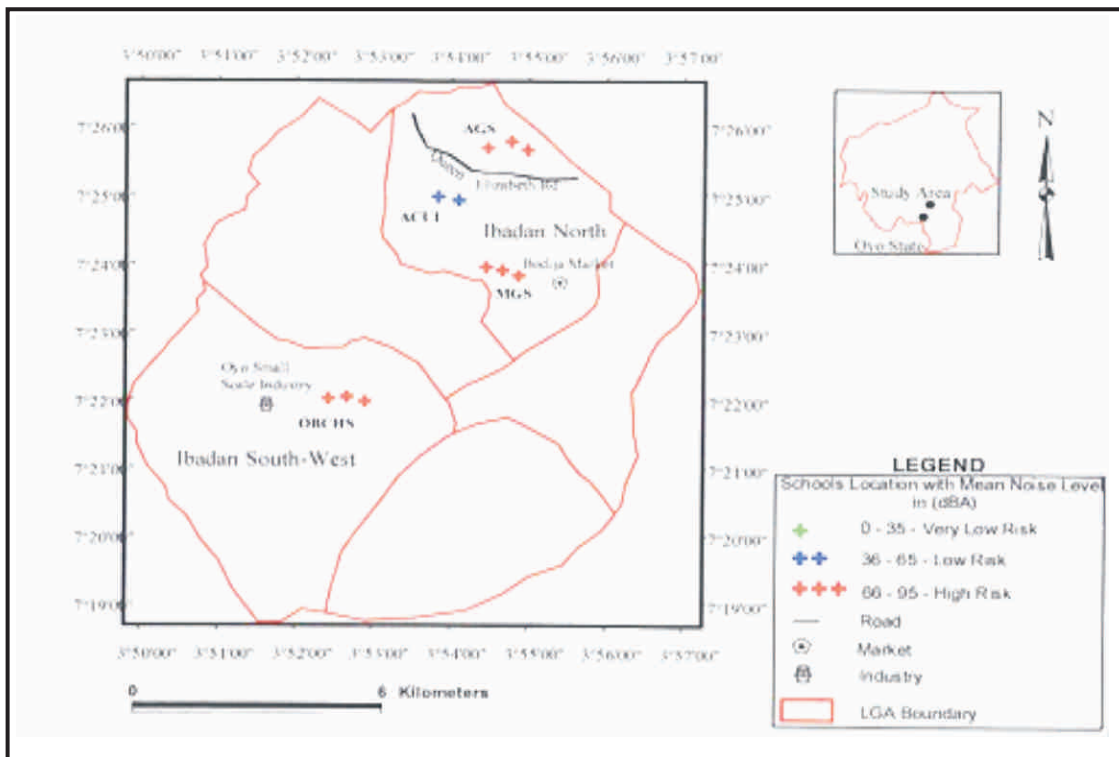 3°50'00" 3°51'00" 3°52'00" 3°53'00" 3°54'00" 3°55'00" 3°56'00" 3°57'00"
7°26'00"
7°25'00"
7°24'00"
7°23'00"
7°22'00"
7°21'00"
7°20'00"
7°19'00"
AGS
Elizabeth Rd
Ibadan North
Bodija Market
MGS
Oyo Small
Scale Industry
OBCHS
Ibadan South-West
7°26'00"
7°25'00"
7°24'00"
7°23'00"
7°22'00"
7°21'00"
7°20'00"
7°19'00"
3°50'00" 3°51'00" 3°52'00" 3°53'00" 3°54'00" 3°55'00" 3°56'00" 3°57'00"
0 6 Kilometers
Study Area
Oyo State
N
LEGEND
Schools Location with Mean Noise Level
in (dBA)
0 - 35 - Very Low Risk
36 - 65 - Low Risk
66 - 95 - High Risk
Road
Market
Industry
LGA Boundary